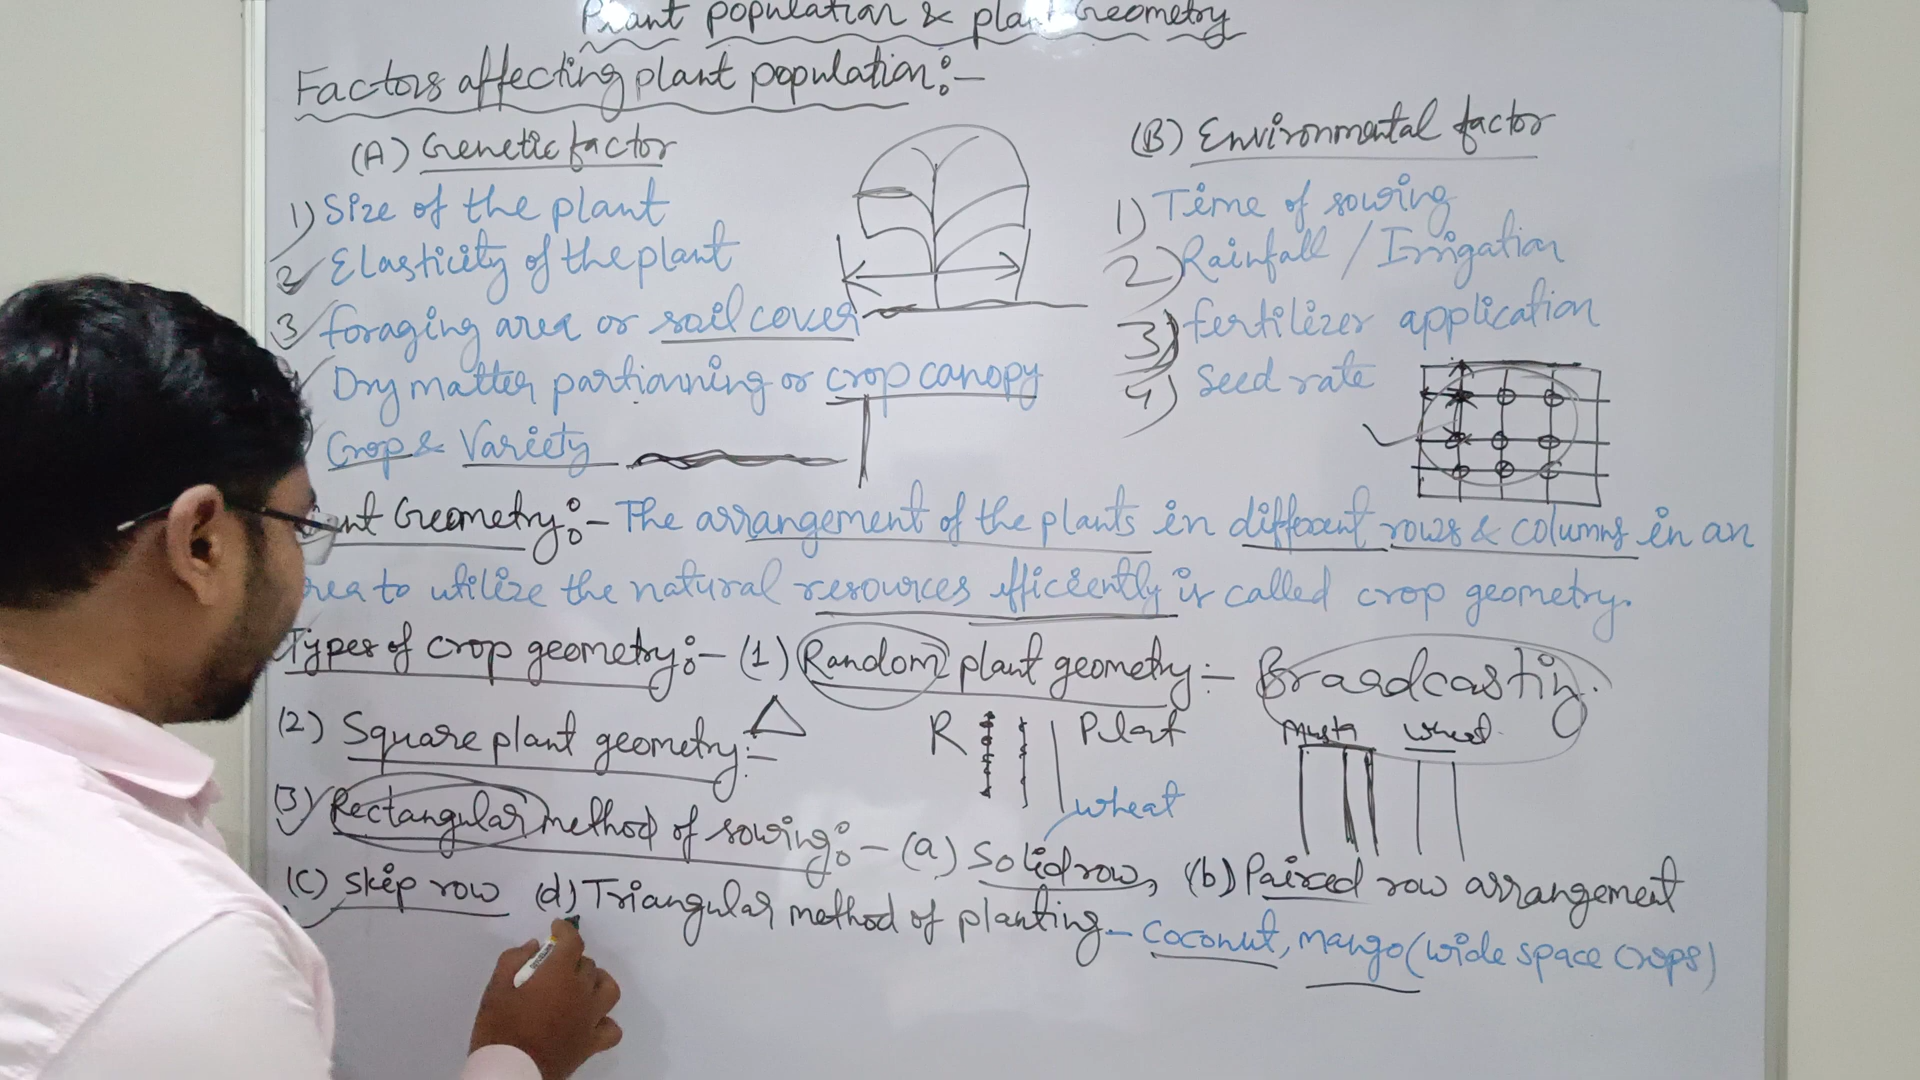 Plant population & plant Geometry
Factors affecting plant population:-
(A) Genetic factor
1) Size of the plant
2 Elasticity of the plant
3 foraging area or soil cover
Dry matter partionning or crop canopy
Crop & Variety
(B) Environmental factor
1) Time of sowing
2) Rainfall / Irrigation
3) fertilizer application
4) Seed rate
Geometry:- The arrangement of the plants in different rows & columns in an
to utilize the natural resources efficiently is called crop geometry.
Types of crop geometry:- (1) Random plant geometry:- Broadcasting.
(2) Square plant geometry:-
R Plant
wheat
Wheat
(3) Rectangular method of sowing:- (a) Solid row, (b) Paired row arrangement
(C) Skip row (d) Triangular method of planting- Coconut, Mango (wide space crops)